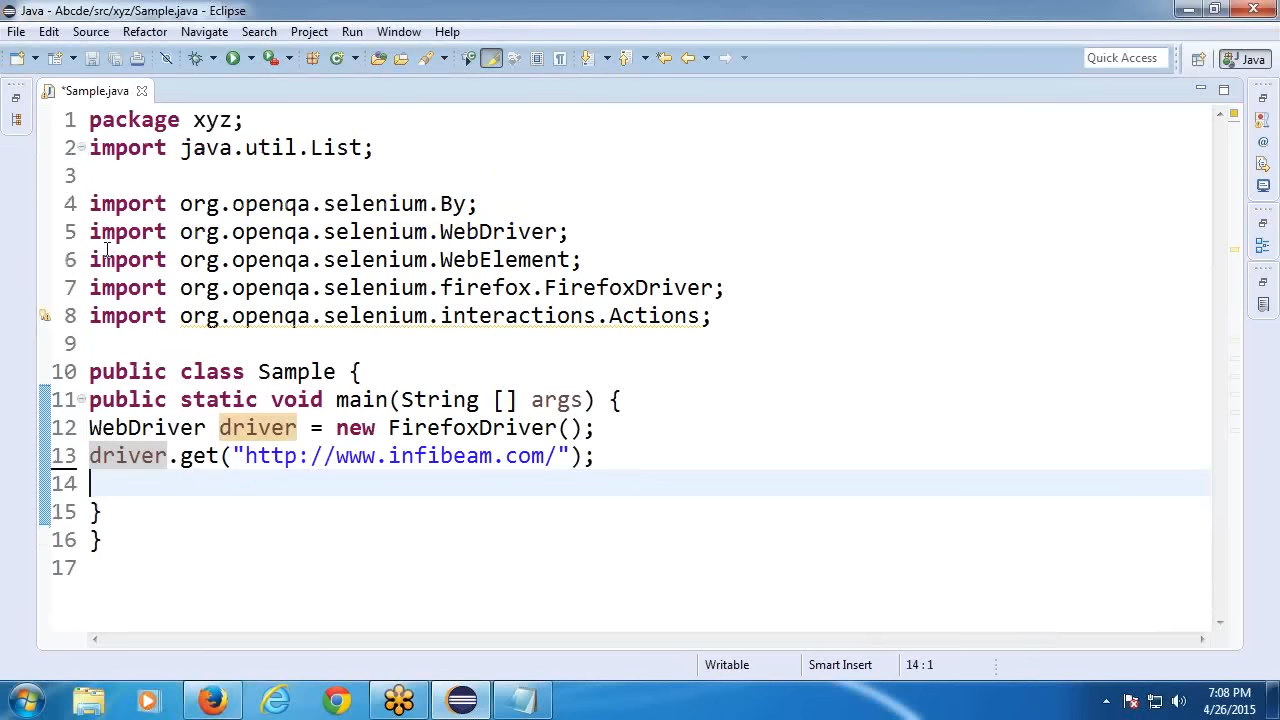 Java - Abcde/src/xyz/Sample.java - Eclipse
File Edit Source Refactor Navigate Search Project Run Window Help
Quick Access Java
*Sample.java
1 package xyz;
2 import java.util.List;
3
4 import org.openqa.selenium.By;
5 import org.openqa.selenium.WebDriver;
6 import org.openqa.selenium.WebElement;
7 import org.openqa.selenium.firefox.FirefoxDriver;
8 import org.openqa.selenium.interactions.Actions;
9
10 public class Sample {
11 public static void main(String [] args) {
12 WebDriver driver = new FirefoxDriver();
13 driver.get("http://www.infibeam.com/");
14
15 }
16 }
17
Writable Smart Insert 14 : 1
7:08 PM
4/26/2015